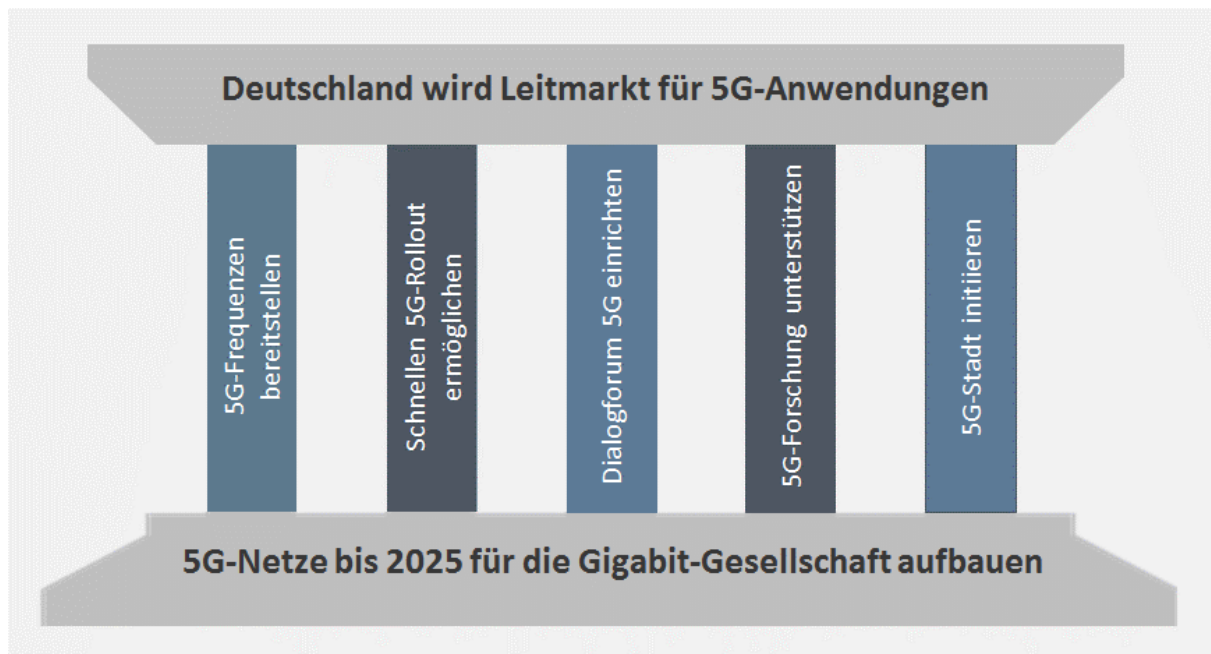 Deutschland wird Leitmarkt für 5G-Anwendungen
5G-Frequenzen
bereitstellen
Schnellen 5G-Rollout
ermöglichen
Dialogforum 5G einrichten
5G-Forschung unterstützen
5G-Stadt initiieren
5G-Netze bis 2025 für die Gigabit-Gesellschaft aufbauen